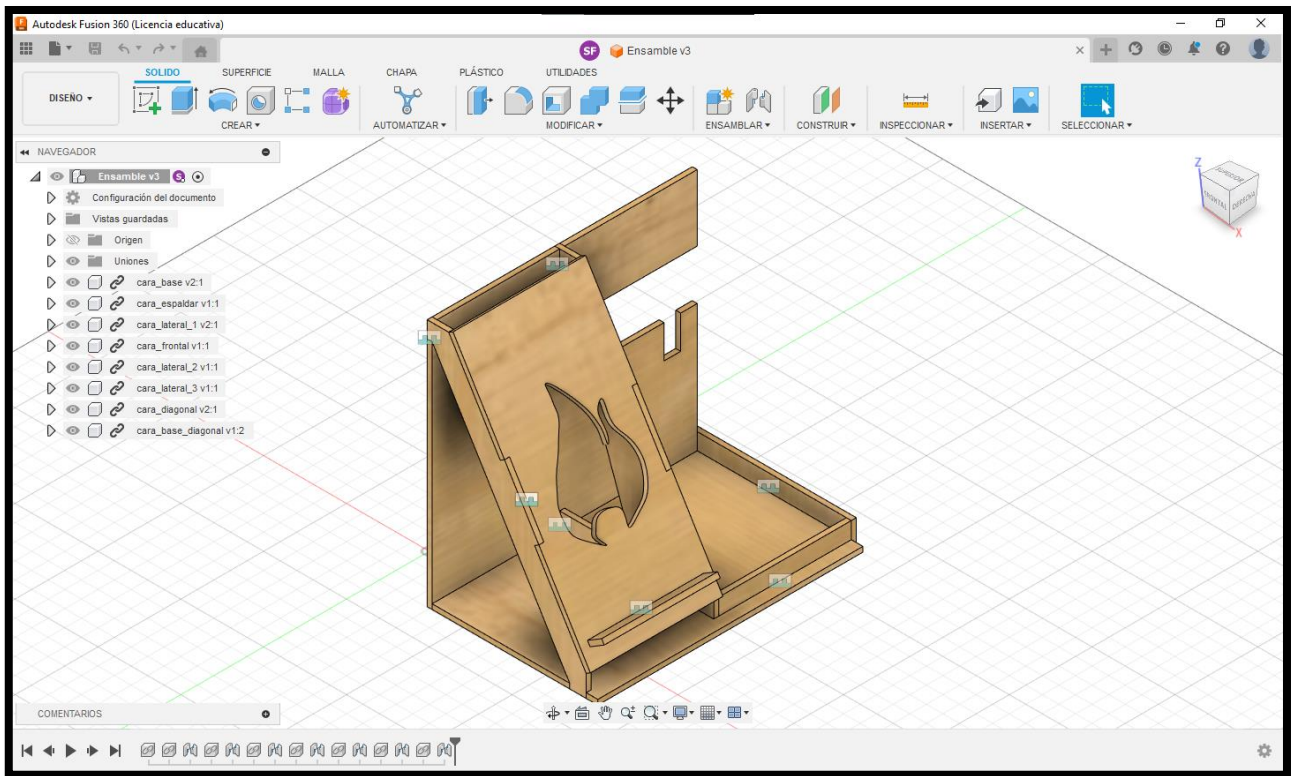 Autodesk Fusion 360 (Licencia educativa)
SF Ensamble v3
SOLIDO SUPERFICIE MALLA CHAPA PLÁSTICO UTILIDADES
DISEÑO
CREAR AUTOMATIZAR MODIFICAR ENSAMBLAR CONSTRUIR INSPECCIONAR INSERTAR SELECCIONAR
NAVEGADOR
Ensamble v3 S
Configuración del documento
Vistas guardadas
Origen
Uniones
cara_base v2:1
cara_espaldar v1:1
cara_lateral_1 v2:1
cara_frontal v1:1
cara_lateral_2 v1:1
cara_lateral_3 v1:1
cara_diagonal v2:1
cara_base_diagonal v1:2
Z
SUPERIOR
FRONTAL DERECHA
X
COMENTARIOS